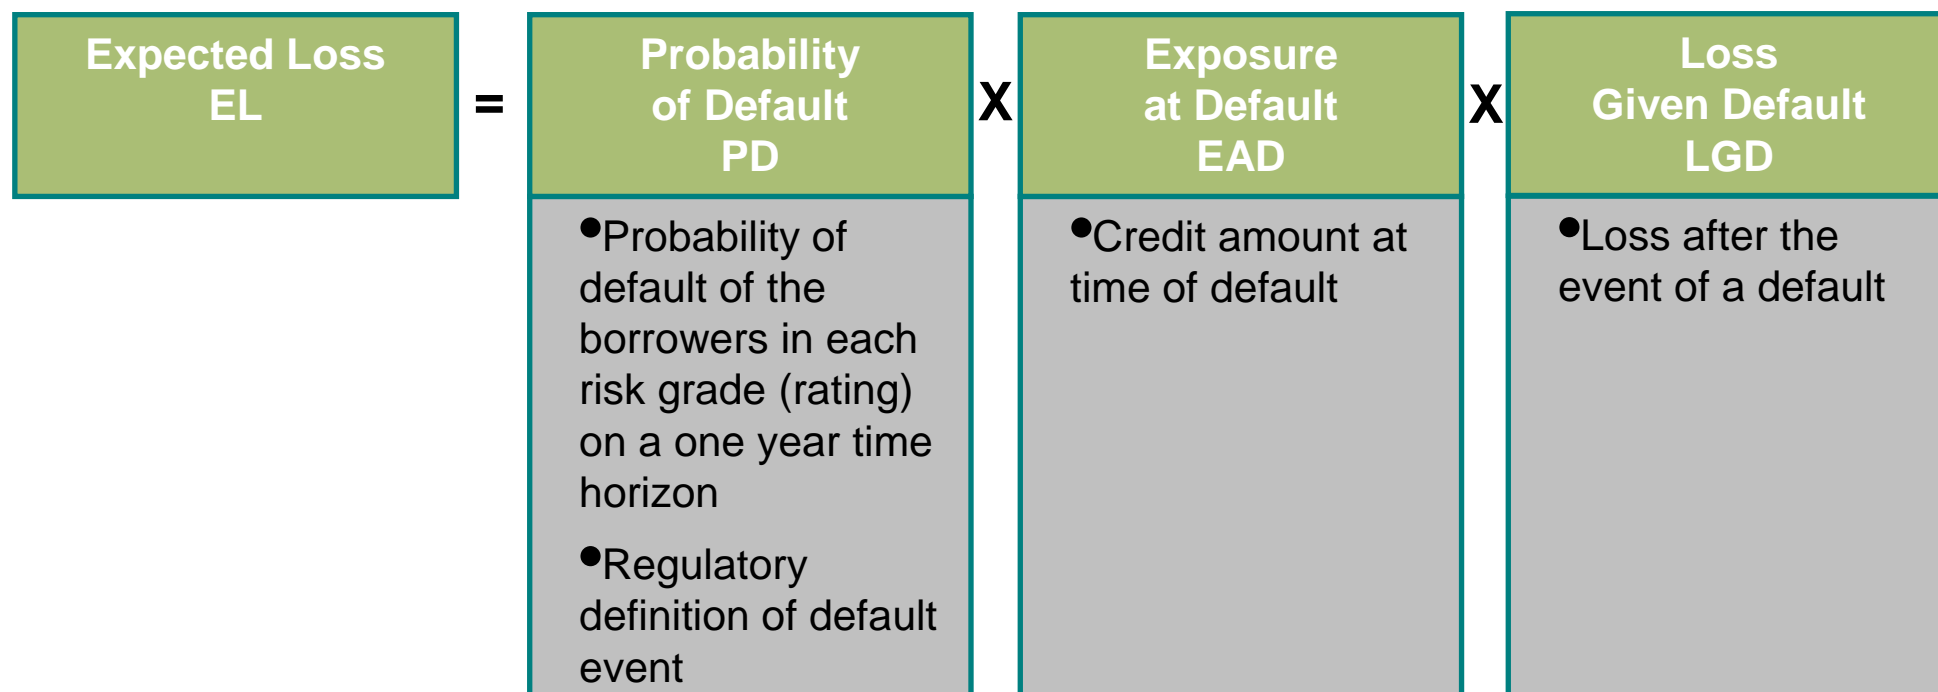 Expected Loss
EL
=
Probability
of Default
PD
X
Exposure
at Default
EAD
X
Loss
Given Default
LGD
•Probability of
default of the
borrowers in each
risk grade (rating)
on a one year time
horizon
•Regulatory
definition of default
event
•Credit amount at
time of default
•Loss after the
event of a default